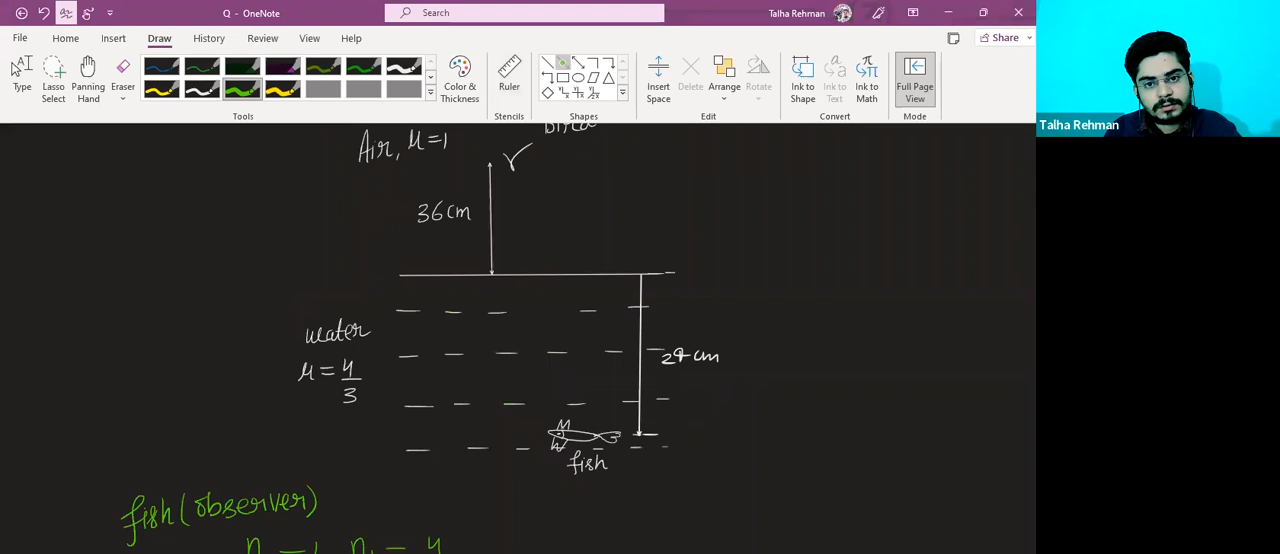 Q - OneNote
Search
Talha Rehman
File
Home
Insert
Draw
History
Review
View
Help
Share
Type
Lasso Select
Panning Hand
Eraser
Color & Thickness
Ruler
Insert Space
Delete
Arrange
Rotate
Ink to Shape
Ink to Text
Ink to Math
Full Page View
Tools
Stencils
Shapes
Edit
Convert
Mode
Talha Rehman
Air, μ=1
36cm
water
μ = 4/3
24 cm
fish
fish (observer)